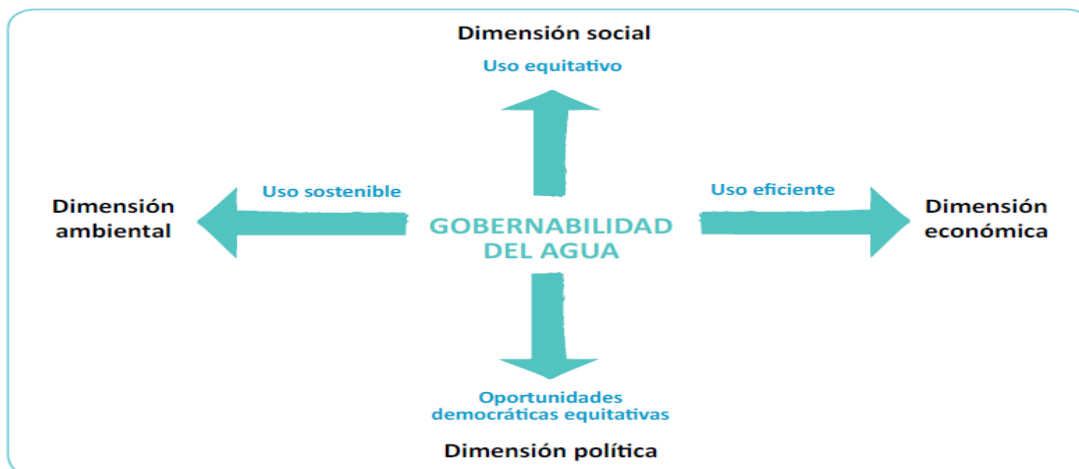 Dimensión social
Uso equitativo
Uso sostenible
Uso eficiente
Dimensión
ambiental
GOBERNABILIDAD
DEL AGUA
Dimensión
económica
Oportunidades
democráticas equitativas
Dimensión política